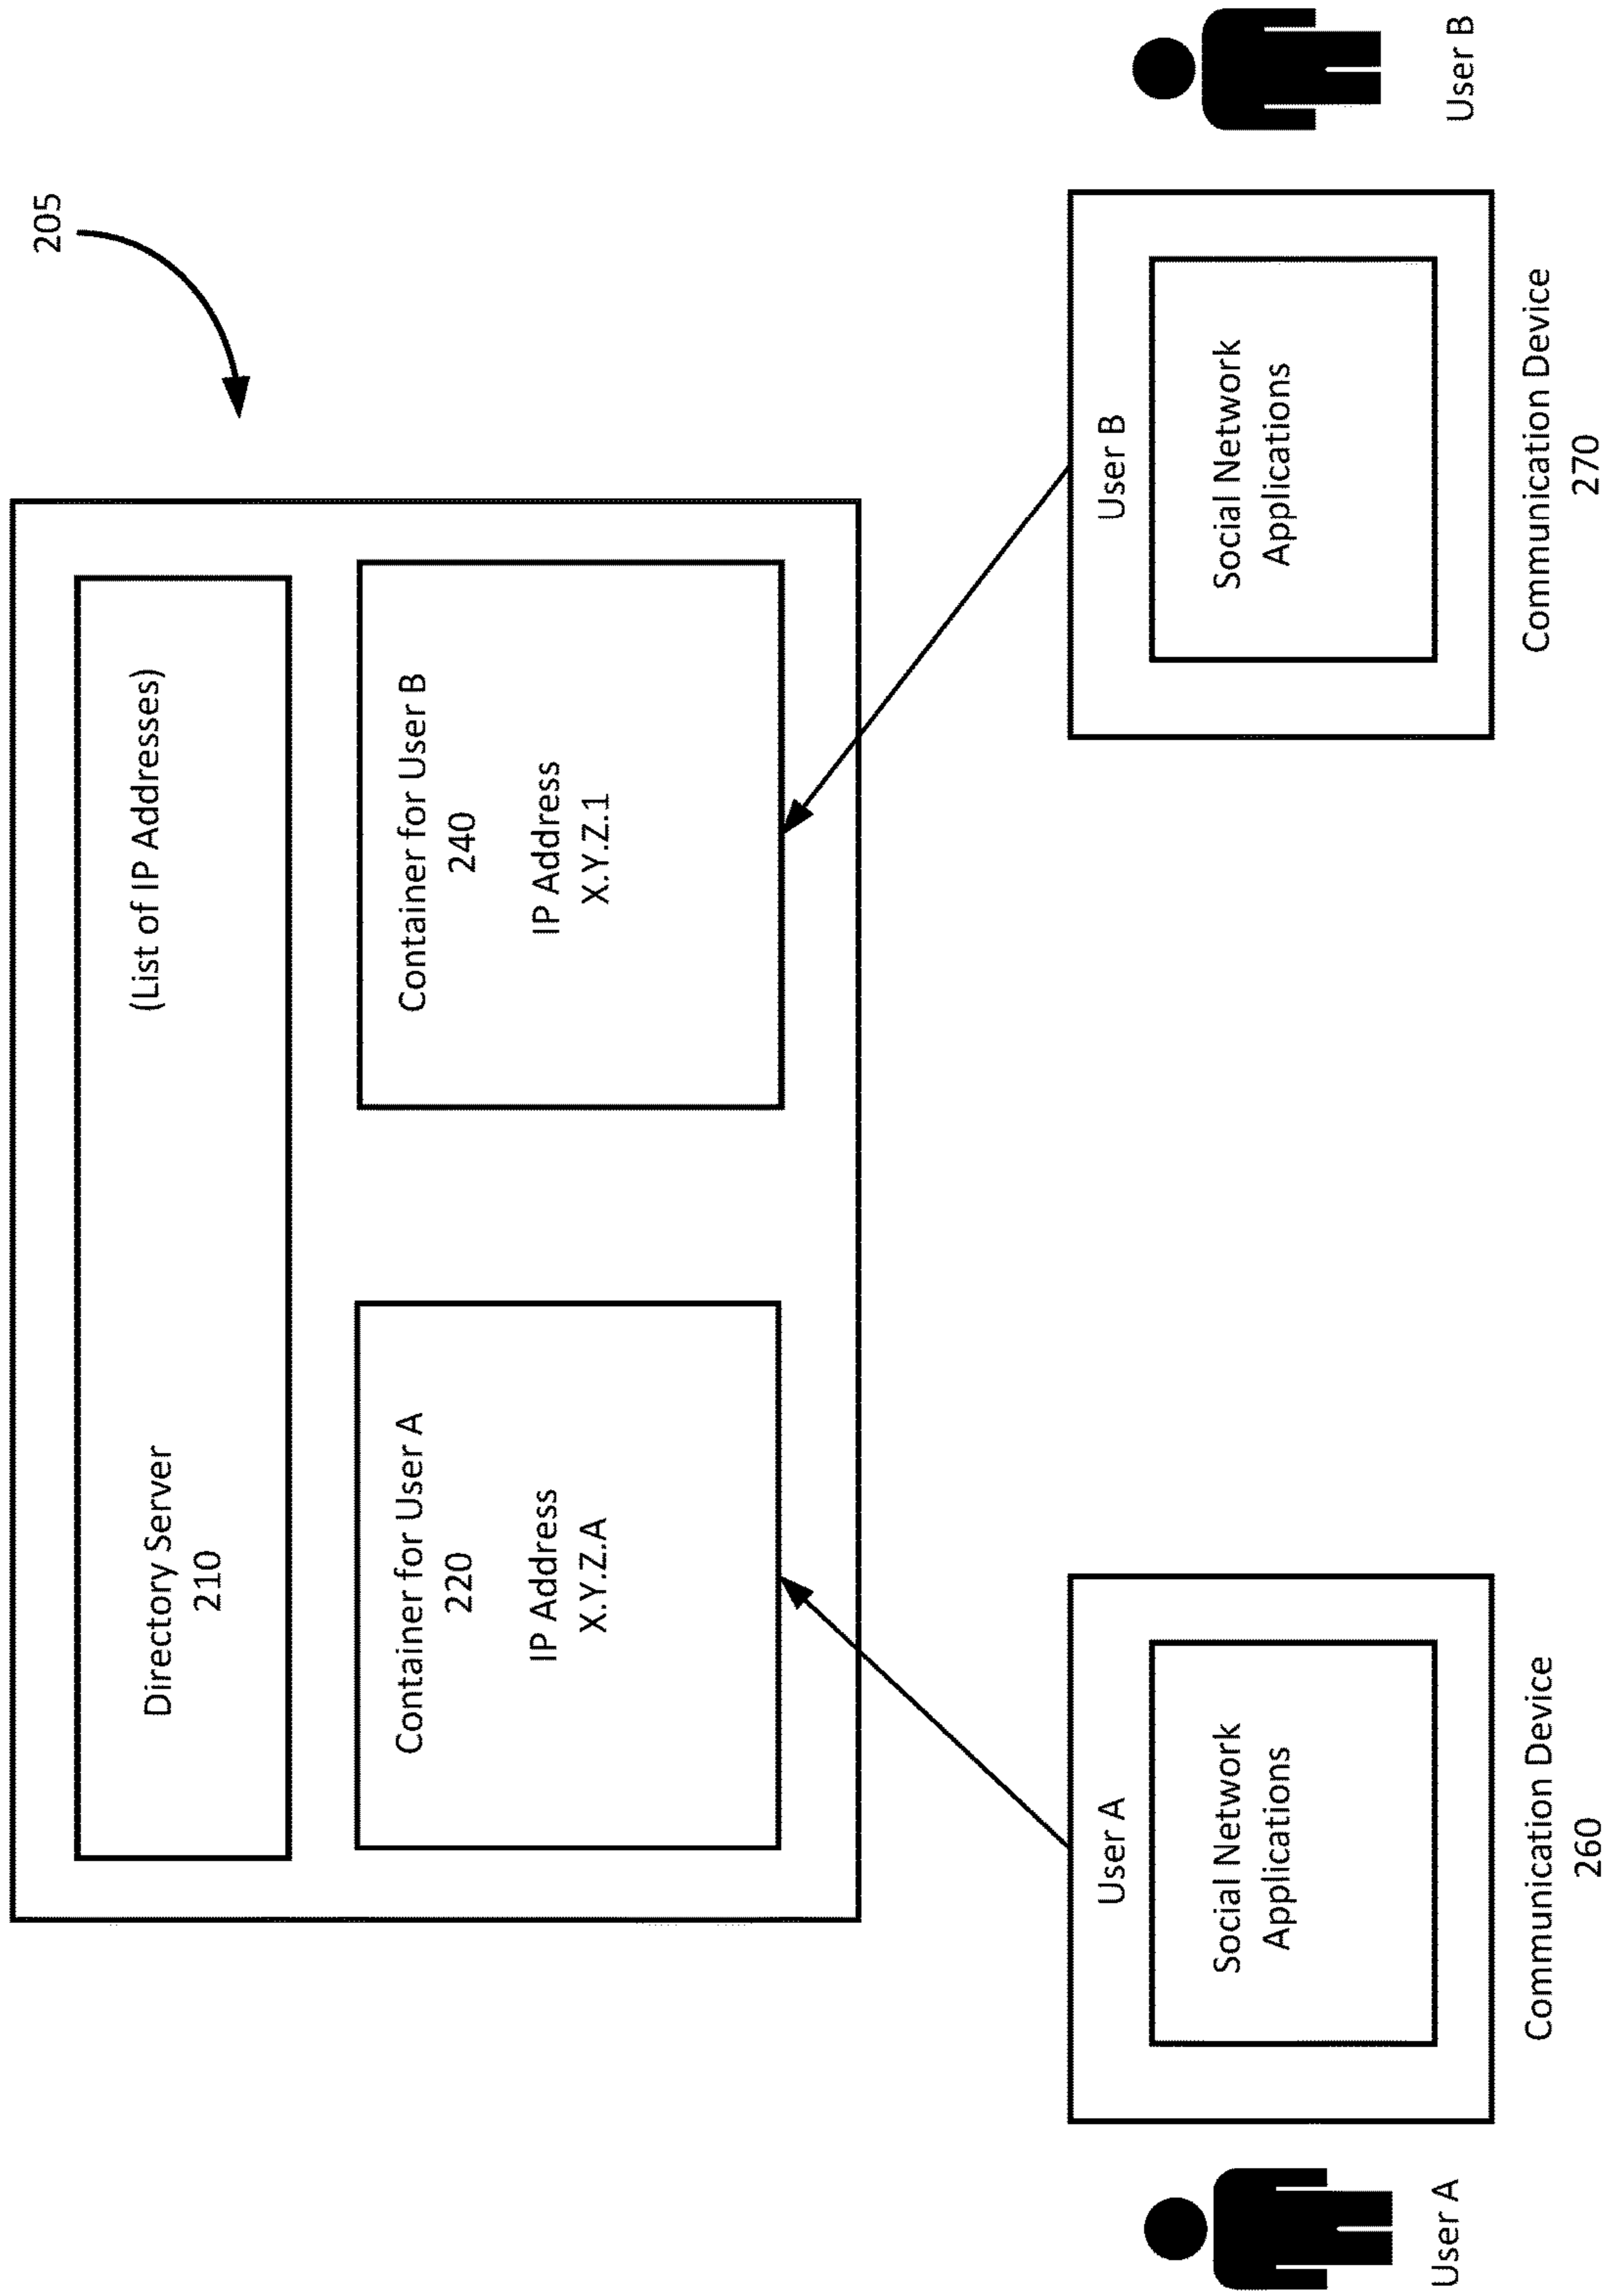 205
Directory Server
210
(List of IP Addresses)
Container for User A
220
IP Address
X.Y.Z.A
Container for User B
240
IP Address
X.Y.Z.1
User A
Social Network
Applications
Communication Device
260
User A
User B
Social Network
Applications
Communication Device
270
User B